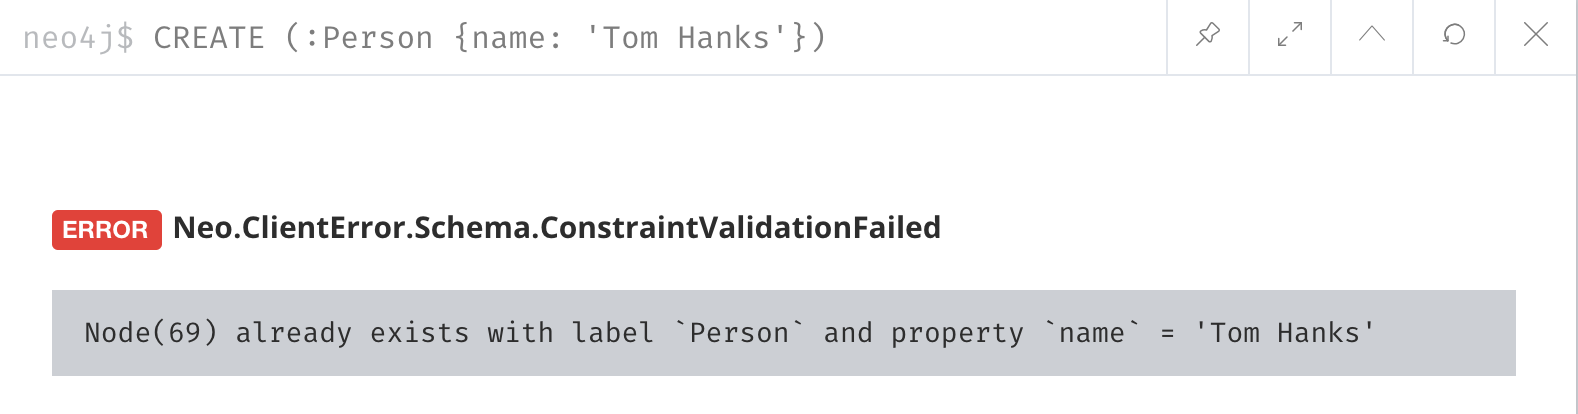 neo4j$ CREATE (:Person {name: 'Tom Hanks'})
ERROR Neo.ClientError.Schema.ConstraintValidationFailed
Node(69) already exists with label `Person` and property `name` = 'Tom Hanks'